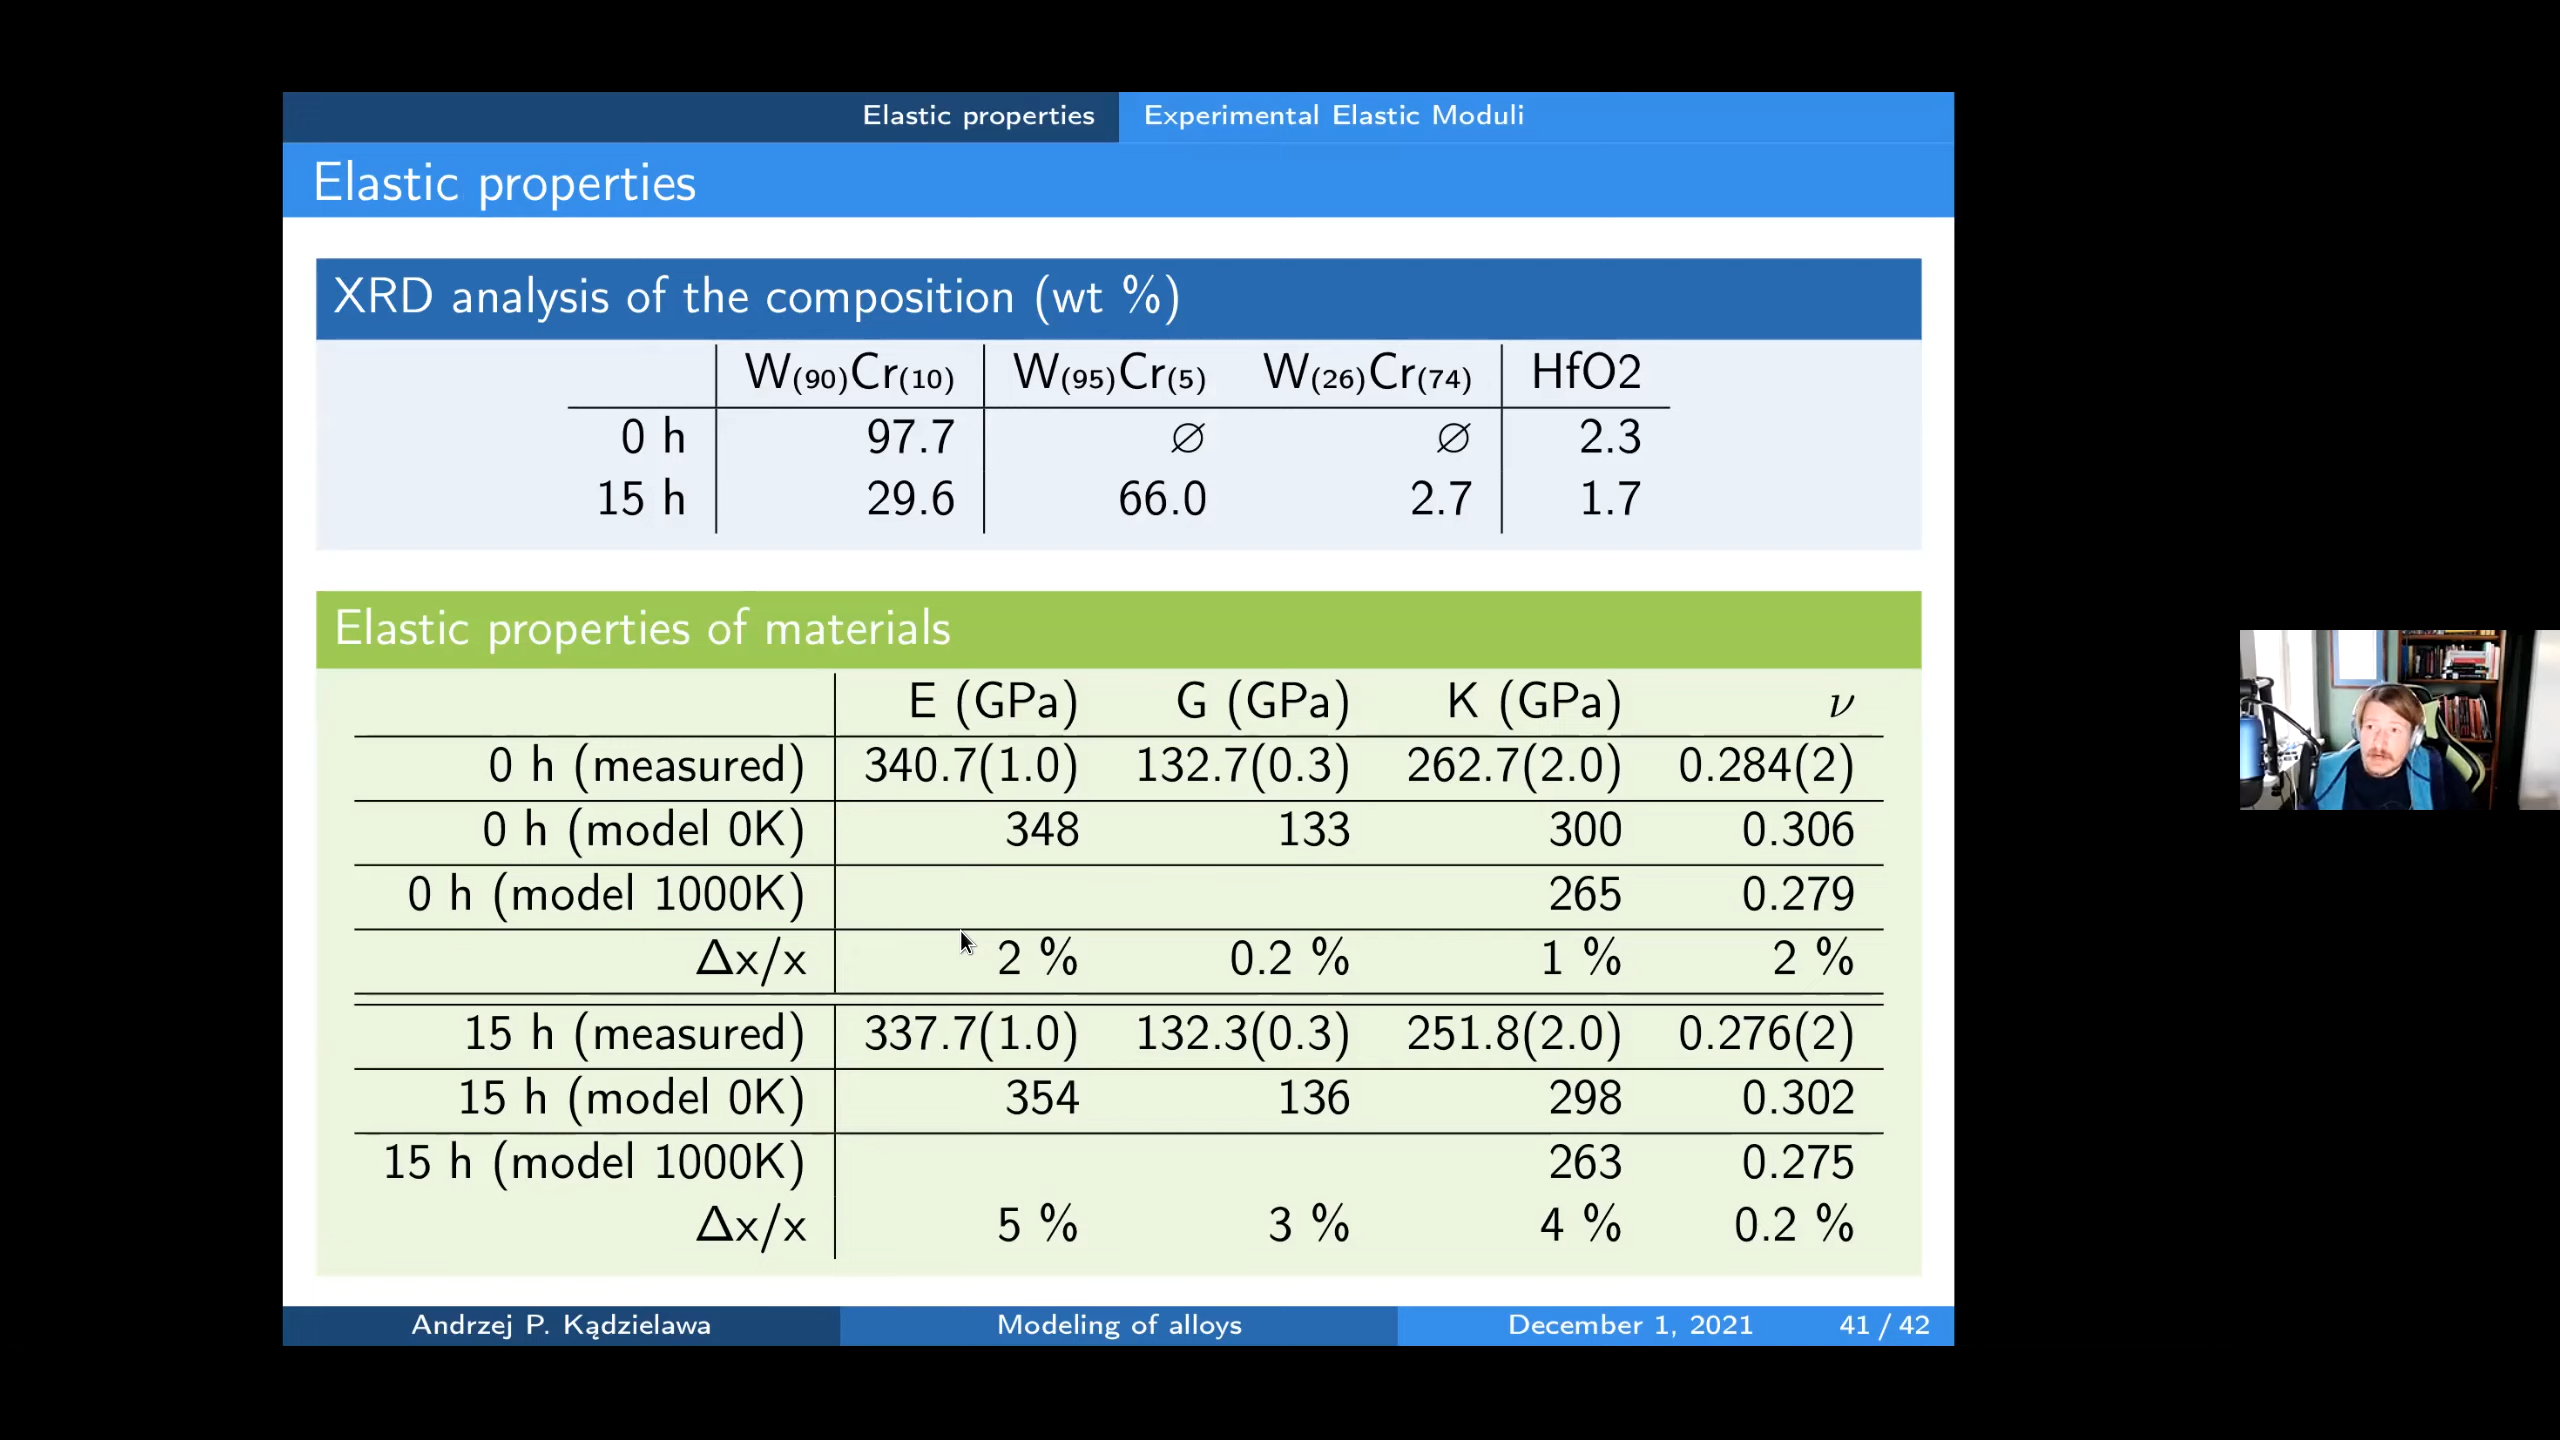 Elastic properties Experimental Elastic Moduli
Elastic properties
XRD analysis of the composition (wt %)
W(90)Cr(10) W(95)Cr(5) W(26)Cr(74) HfO2
0 h 97.7 ∅ ∅ 2.3
15 h 29.6 66.0 2.7 1.7
Elastic properties of materials
E (GPa) G (GPa) K (GPa) ν
0 h (measured) 340.7(1.0) 132.7(0.3) 262.7(2.0) 0.284(2)
0 h (model 0K) 348 133 300 0.306
0 h (model 1000K) 265 0.279
Δx/x 2 % 0.2 % 1 % 2 %
15 h (measured) 337.7(1.0) 132.3(0.3) 251.8(2.0) 0.276(2)
15 h (model 0K) 354 136 298 0.302
15 h (model 1000K) 263 0.275
Δx/x 5 % 3 % 4 % 0.2 %
Andrzej P. Kądzielawa Modeling of alloys December 1, 2021 41 / 42